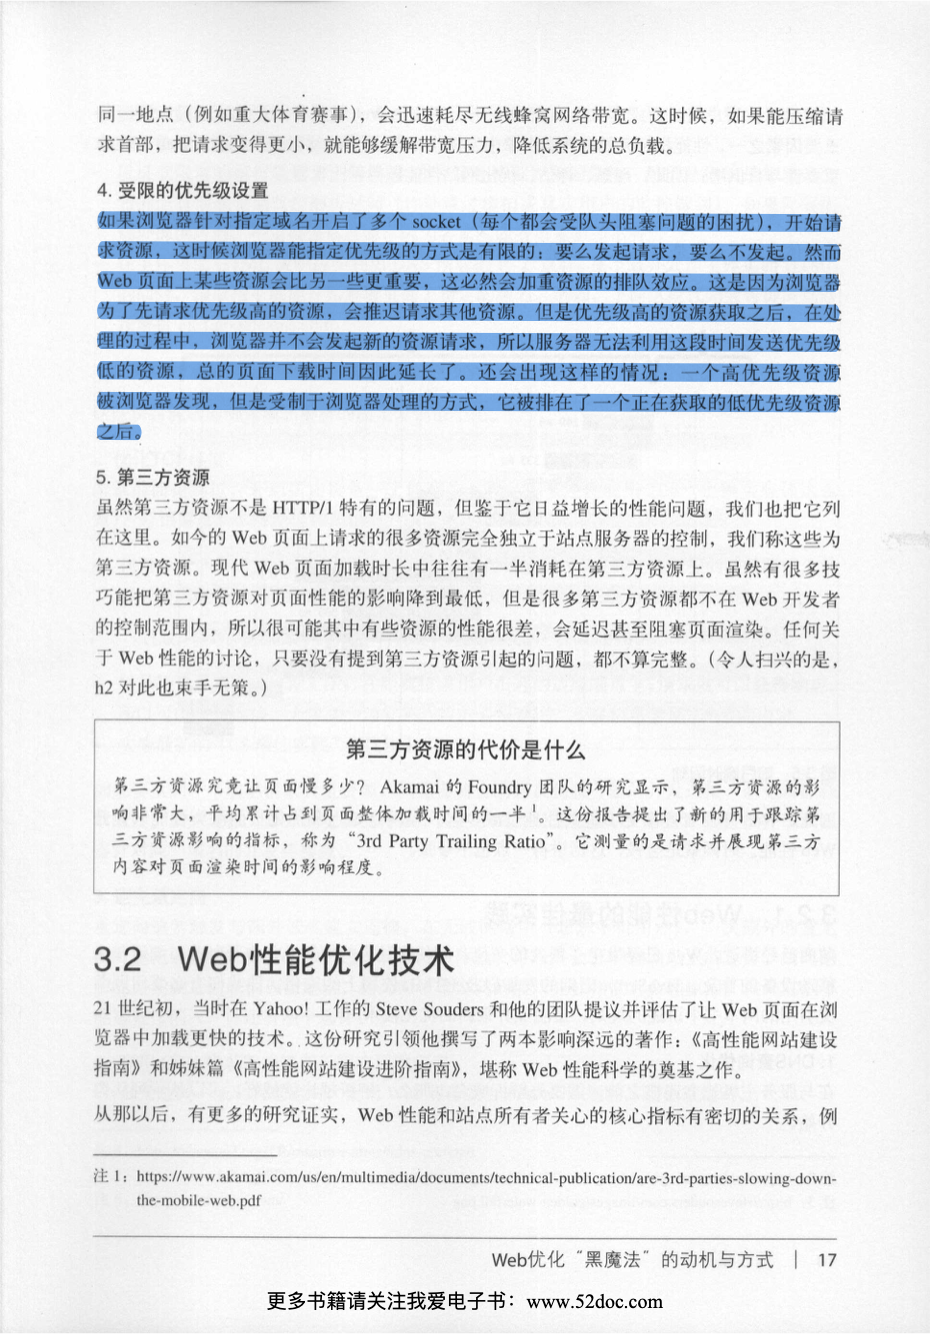 同一地点（例如重大体育赛事），会迅速耗尽无线蜂窝网络带宽。这时候，如果能压缩请
求首部，把请求变得更小，就能够缓解带宽压力，降低系统的总负载。
4. 受限的优先级设置
如果浏览器针对指定域名开启了多个 socket（每个都会受队头阻塞问题的困扰），开始请
求资源，这时候浏览器能指定优先级的方式是有限的：要么发起请求，要么不发起。然而
Web 页面上某些资源会比另一些更重要，这必然会加重资源的排队效应。这是因为浏览器
为了先请求优先级高的资源，会推迟请求其他资源。但是优先级高的资源获取之后，在处
理的过程中，浏览器并不会发起新的资源请求，所以服务器无法利用这段时间发送优先级
低的资源，总的页面下载时间因此延长了。还会出现这样的情况：一个高优先级资源
被浏览器发现，但是受制于浏览器处理的方式，它被排在了一个正在获取的低优先级资源
之后。
5. 第三方资源
虽然第三方资源不是 HTTP/1 特有的问题，但鉴于它日益增长的性能问题，我们也把它列
在这里。如今的 Web 页面上请求的很多资源完全独立于站点服务器的控制，我们称这些为
第三方资源。现代 Web 页面加载时长中往往有一半消耗在第三方资源上。虽然有很多技
巧能把第三方资源对页面性能的影响降到最低，但是很多第三方资源都不在 Web 开发者
的控制范围内，所以很可能其中有些资源的性能很差，会延迟甚至阻塞页面渲染。任何关
于 Web 性能的讨论，只要没有提到第三方资源引起的问题，都不算完整。（令人扫兴的是，
h2 对此也束手无策。）
第三方资源的代价是什么
第三方资源究竟让页面慢多少？Akamai 的 Foundry 团队的研究显示，第三方资源的影
响非常大，平均累计占到页面整体加载时间的一半1。这份报告提出了新的用于跟踪第
三方资源影响的指标，称为“3rd Party Trailing Ratio”。它测量的是请求并展现第三方
内容对页面渲染时间的影响程度。
3.2 Web性能优化技术
21 世纪初，当时在 Yahoo! 工作的 Steve Souders 和他的团队提议并评估了让 Web 页面在浏
览器中加载更快的技术。这份研究引领他撰写了两本影响深远的著作：《高性能网站建设
指南》和姊妹篇《高性能网站建设进阶指南》，堪称 Web 性能科学的奠基之作。
从那以后，有更多的研究证实，Web 性能和站点所有者关心的核心指标有密切的关系，例
注 1：https://www.akamai.com/us/en/multimedia/documents/technical-publication/are-3rd-parties-slowing-down-
the-mobile-web.pdf
Web优化“黑魔法”的动机与方式 | 17
更多书籍请关注我爱电子书：www.52doc.com